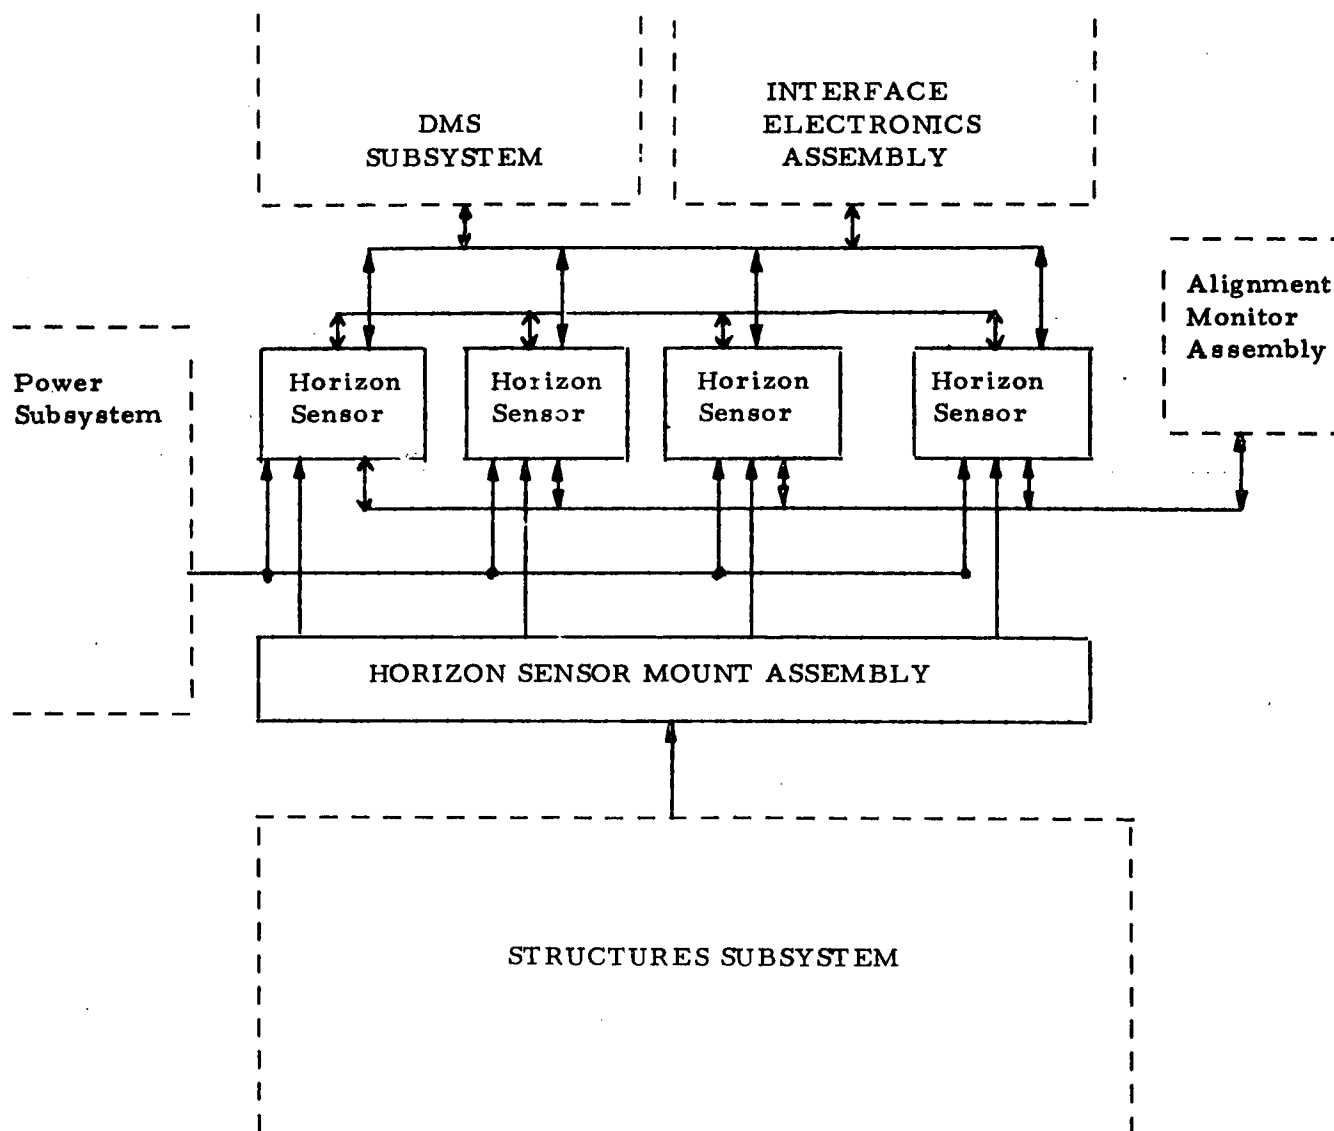 DMS
SUBSYSTEM
INTERFACE
ELECTRONICS
ASSEMBLY
Alignment
Monitor
Assembly
Power
Subsystem
Horizon
Sensor
Horizon
Sensor
Horizon
Sensor
Horizon
Sensor
HORIZON SENSOR MOUNT ASSEMBLY
STRUCTURES SUBSYSTEM